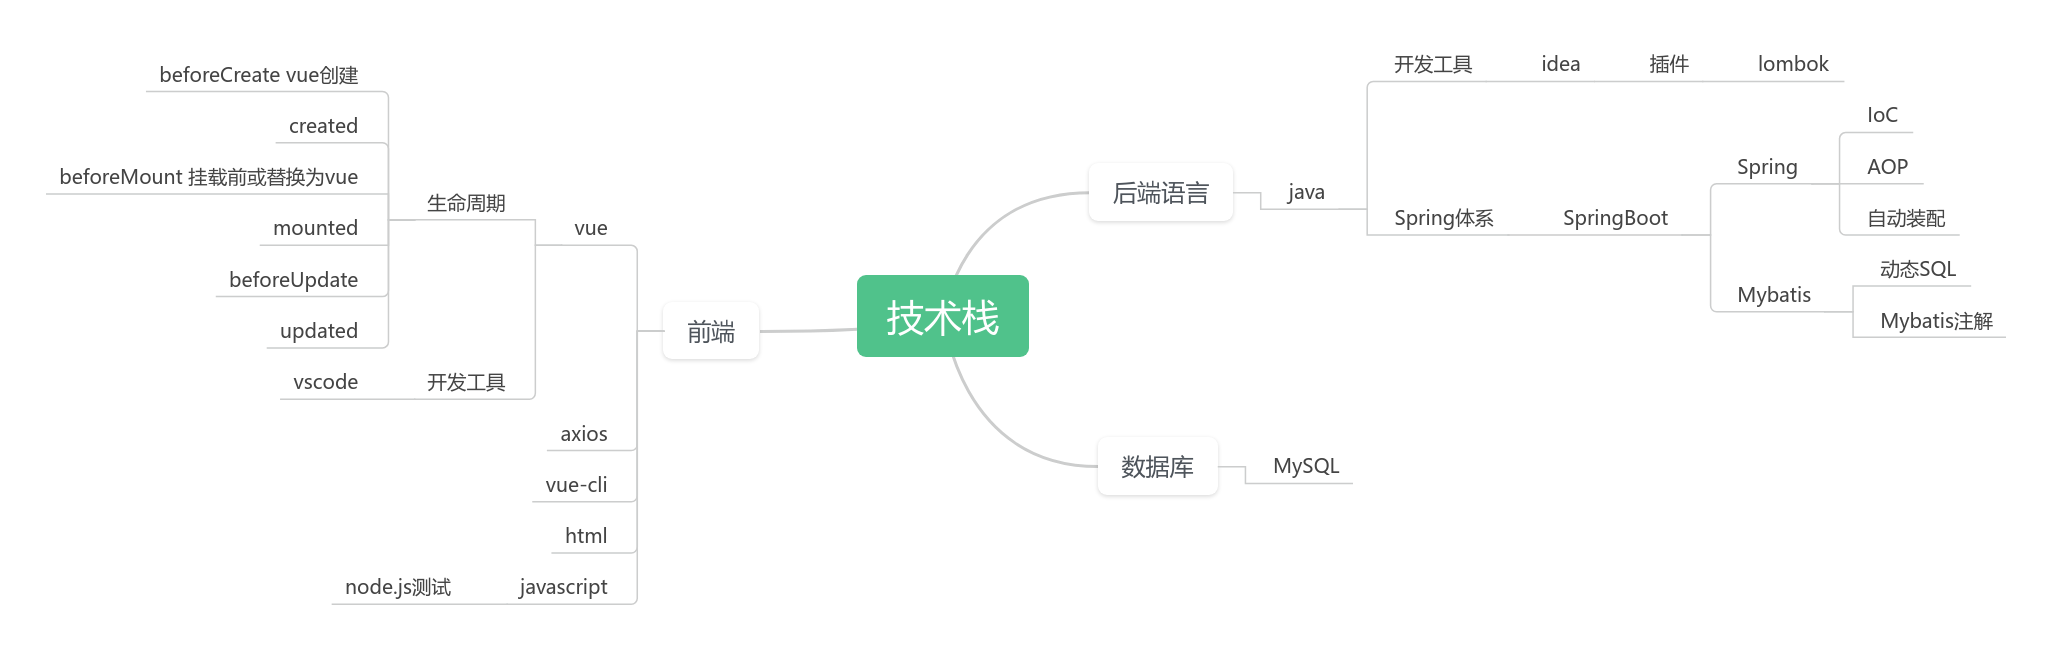 技术栈
后端语言
java
开发工具
idea
插件
lombok
Spring体系
SpringBoot
Spring
IoC
AOP
自动装配
Mybatis
动态SQL
Mybatis注解
数据库
MySQL
前端
vue
生命周期
beforeCreate vue创建
created
beforeMount 挂载前或替换为vue
mounted
beforeUpdate
updated
开发工具
vscode
axios
vue-cli
html
javascript
node.js测试